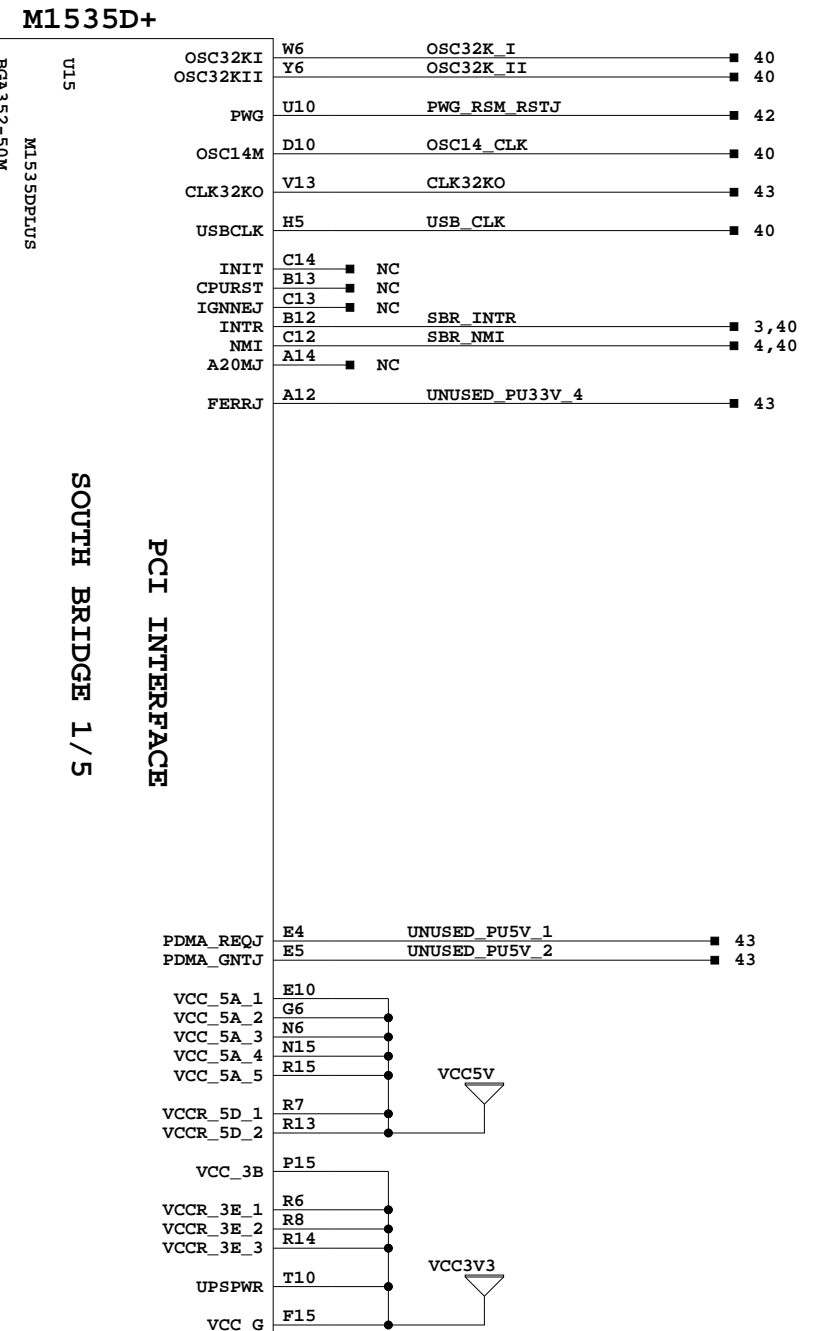 M1535D+
U15
BGA352-50M
M1535DPLUS
OSC32KI W6 OSC32K_I 40
OSC32KII Y6 OSC32K_II 40
PWG U10 PWG_RSM_RSTJ 42
OSC14M D10 OSC14_CLK 40
CLK32KO V13 CLK32KO 43
USBCLK H5 USB_CLK 40
INIT C14 NC
CPURST B13 NC
IGNNEJ C13 NC
INTR B12 SBR_INTR 3,40
NMI C12 SBR_NMI 4,40
A20MJ A14 NC
FERRJ A12 UNUSED_PU33V_4 43
SOUTH BRIDGE 1/5
PCI INTERFACE
PDMA_REQJ E4 UNUSED_PU5V_1 43
PDMA_GNTJ E5 UNUSED_PU5V_2 43
VCC_5A_1 E10
VCC_5A_2 G6
VCC_5A_3 N6
VCC_5A_4 N15
VCC_5A_5 R15
VCC5V
VCCR_5D_1 R7
VCCR_5D_2 R13
VCC_3B P15
VCCR_3E_1 R6
VCCR_3E_2 R8
VCCR_3E_3 R14
VCC3V3
UPSPWR T10
VCC_G F15